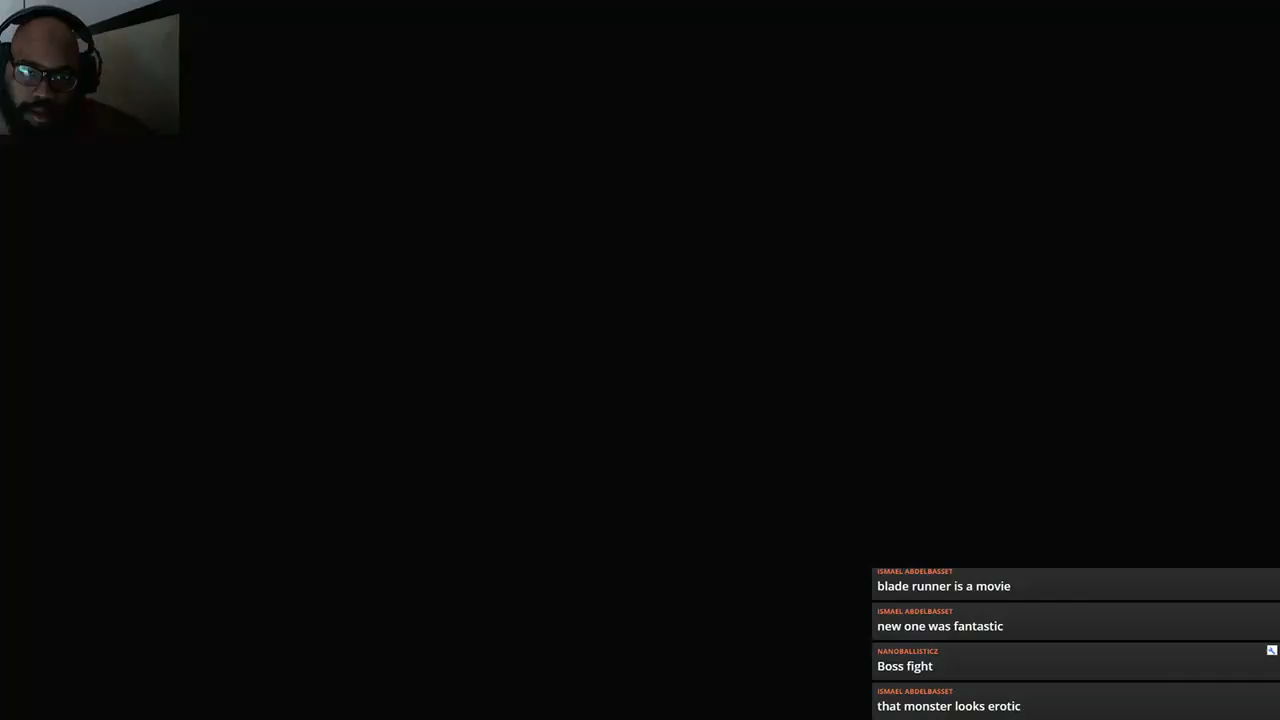 ISMAEL ABDELBASSET
blade runner is a movie
ISMAEL ABDELBASSET
new one was fantastic
NANOBALLISTICZ
Boss fight
ISMAEL ABDELBASSET
that monster looks erotic